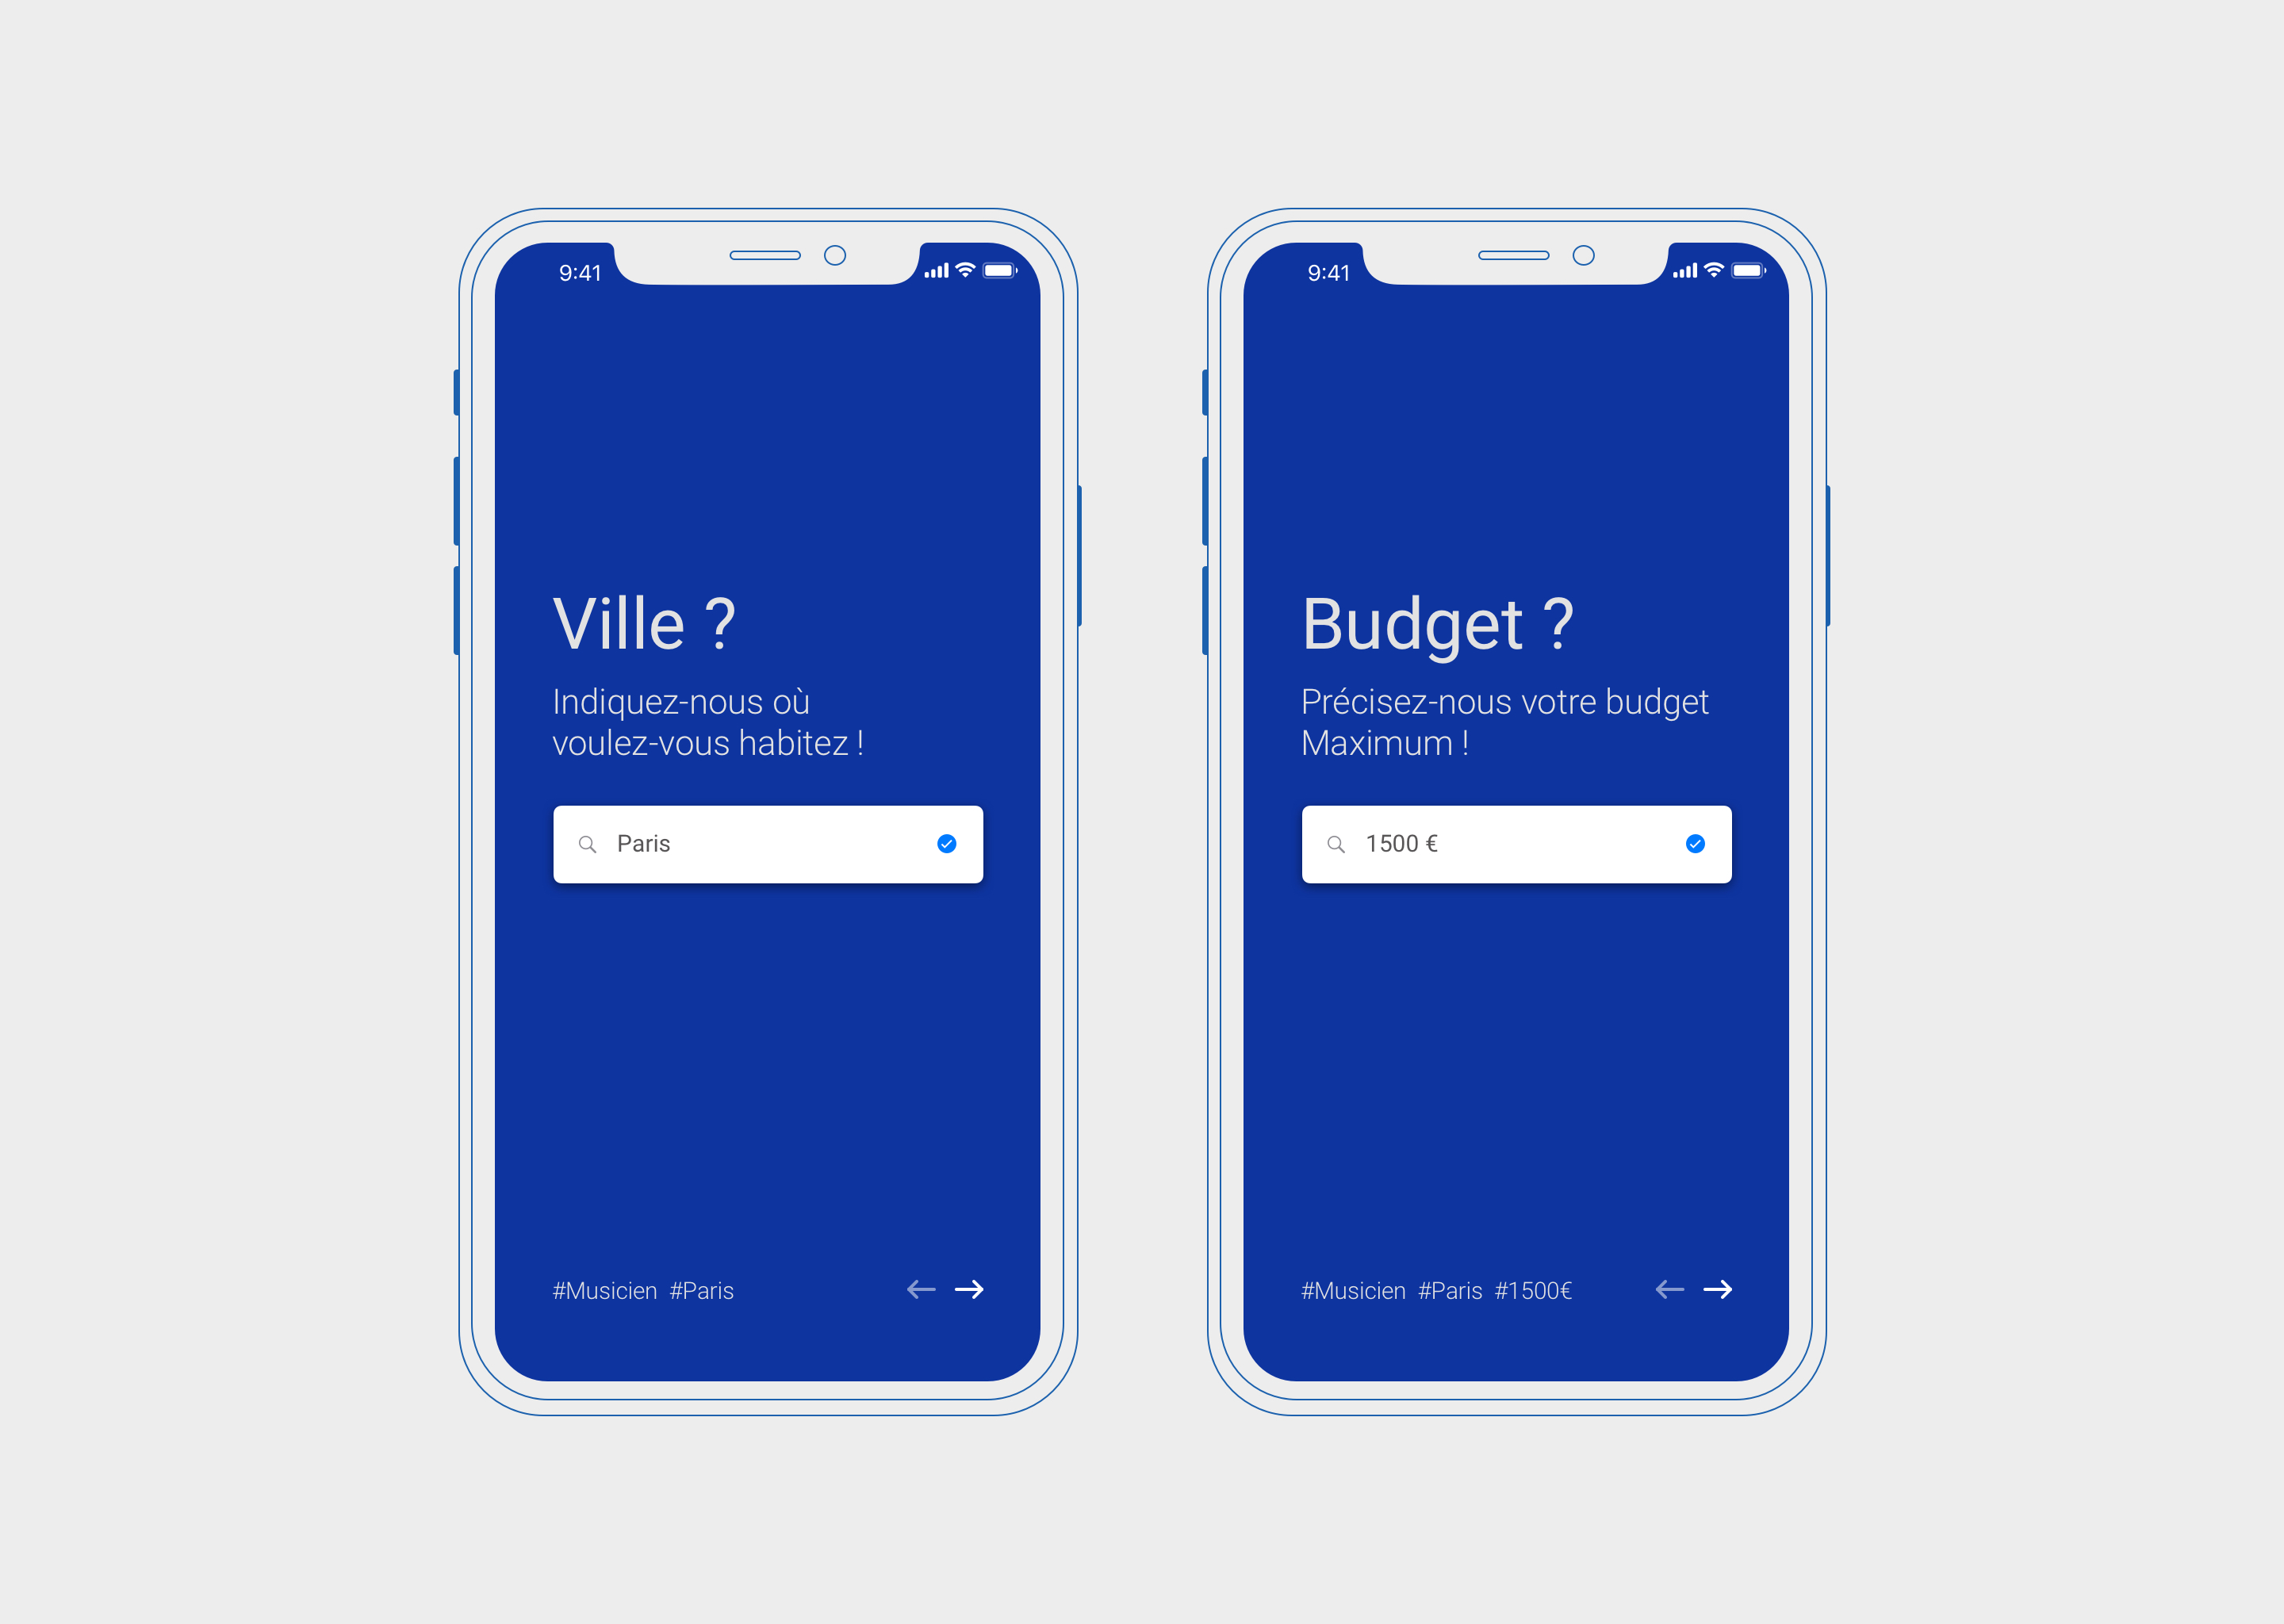 9:41
Ville ?
Indiquez-nous où
voulez-vous habitez !
Paris
#Musicien #Paris
9:41
Budget ?
Précisez-nous votre budget
Maximum !
1500 €
#Musicien #Paris #1500€